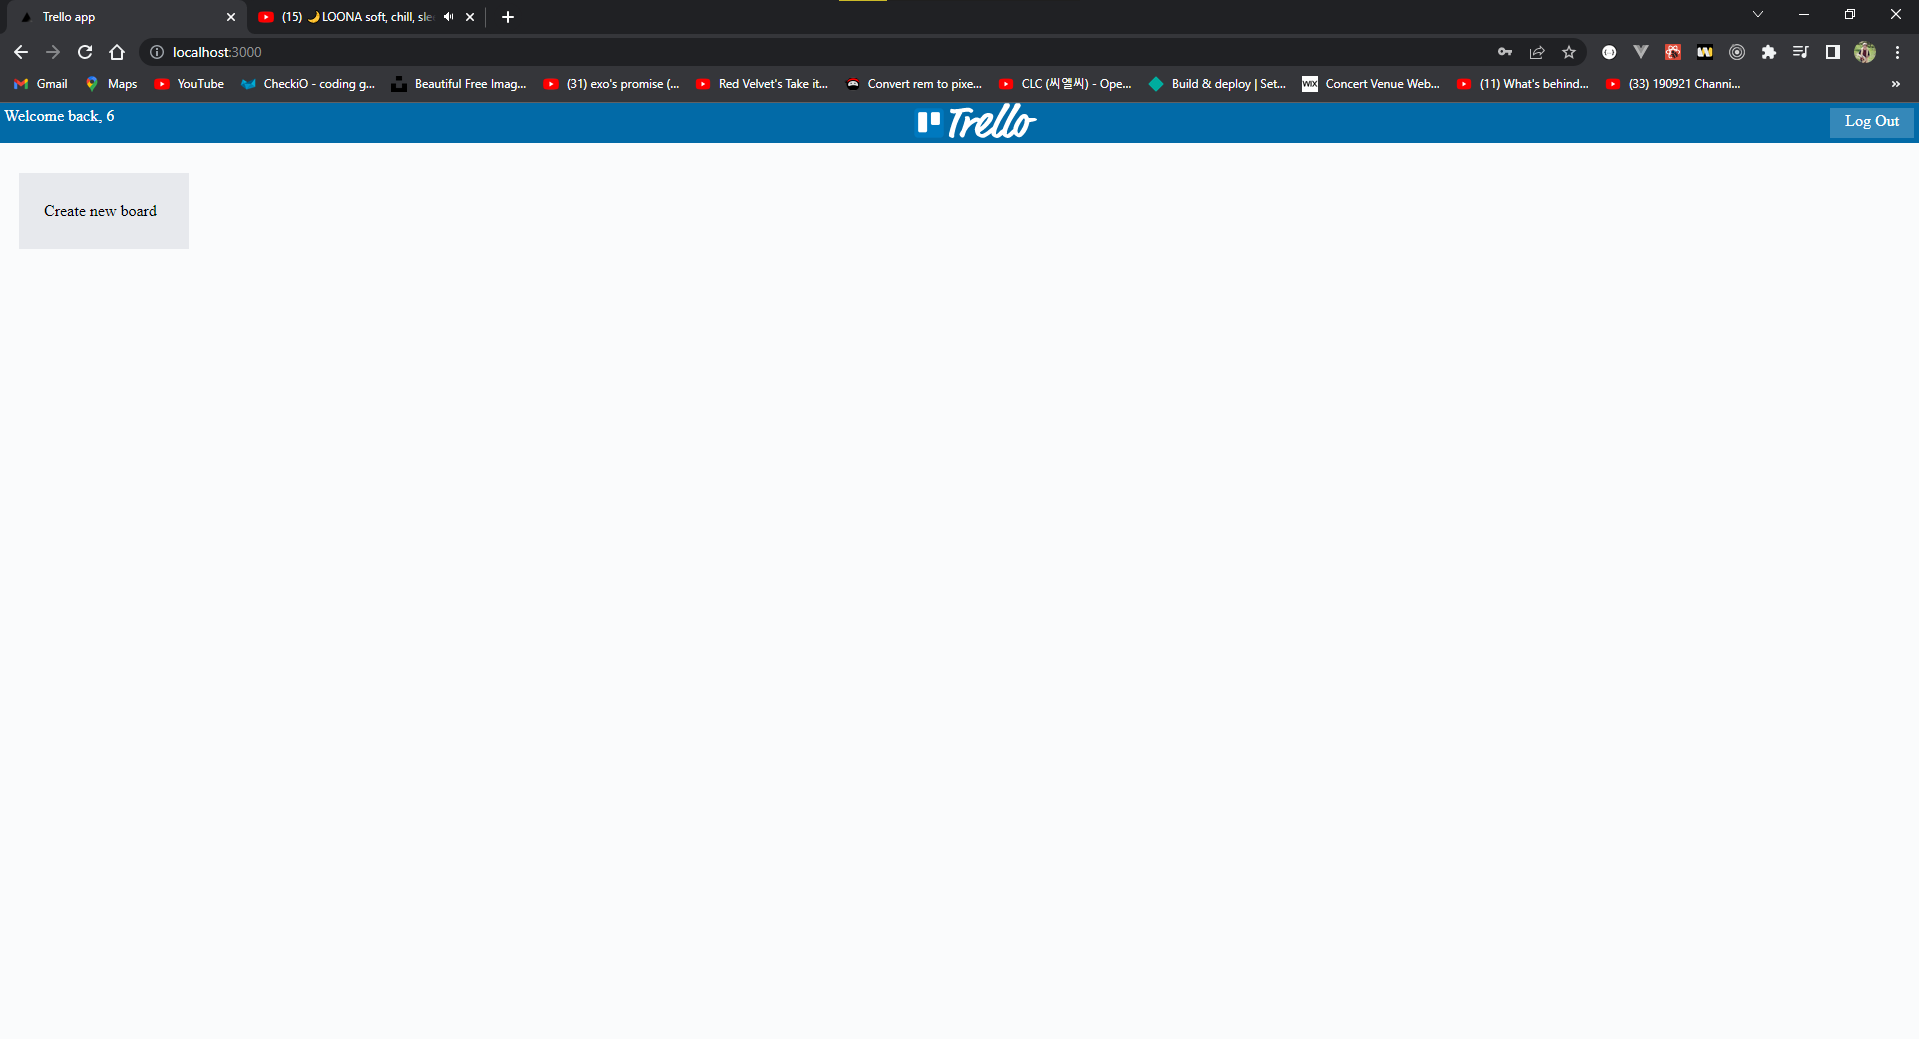 Trello app
(15) 🌙LOONA soft, chill, sle
localhost:3000
Gmail
Maps
YouTube
CheckiO - coding g...
Beautiful Free Imag...
(31) exo's promise (...
Red Velvet's Take it...
Convert rem to pixe...
CLC (씨엘씨) - Ope...
Build & deploy | Set...
WIX
Concert Venue Web...
(11) What's behind...
(33) 190921 Channi...
Welcome back, 6
Trello
Log Out
Create new board